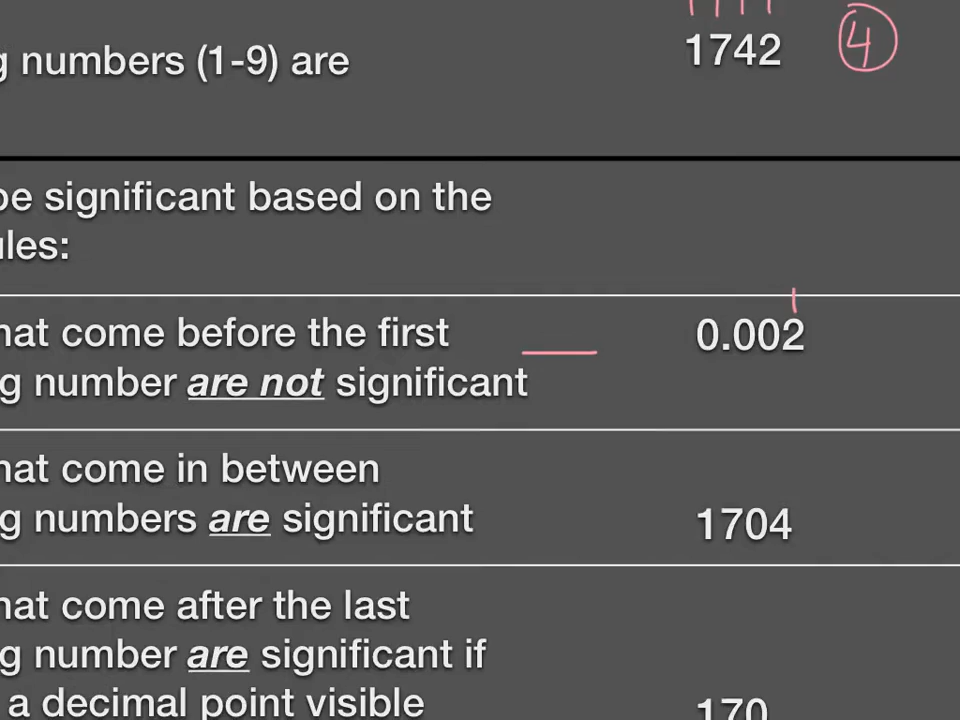 g numbers (1-9) are
1742
4
be significant based on the
ules:
hat come before the first
g number are not significant
0.002
hat come in between
g numbers are significant
1704
hat come after the last
g number are significant if
a decimal point visible
170